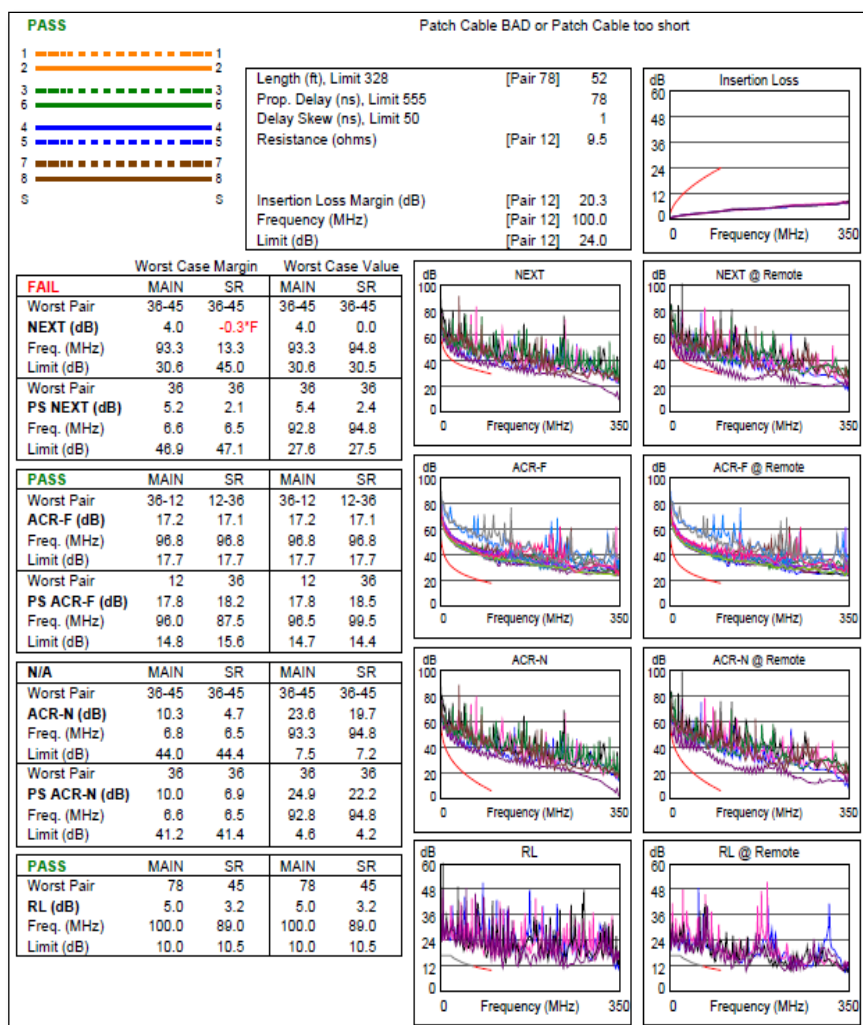 PASS
Patch Cable BAD or Patch Cable too short
1 1
2 2
3 3
6 6
4 4
5 5
7 7
8 8
S S
Length (ft), Limit 328 [Pair 78] 52
Prop. Delay (ns), Limit 555 78
Delay Skew (ns), Limit 50 1
Resistance (ohms) [Pair 12] 9.5
Insertion Loss Margin (dB) [Pair 12] 20.3
Frequency (MHz) [Pair 12] 100.0
Limit (dB) [Pair 12] 24.0
dB Insertion Loss
60
48
36
24
12
0
0 Frequency (MHz) 350
Worst Case Margin Worst Case Value
FAIL MAIN SR MAIN SR
Worst Pair 36-45 36-45 36-45 36-45
NEXT (dB) 4.0 -0.3*F 4.0 0.0
Freq. (MHz) 93.3 13.3 93.3 94.8
Limit (dB) 30.6 45.0 30.6 30.5
Worst Pair 36 36 36 36
PS NEXT (dB) 5.2 2.1 5.4 2.4
Freq. (MHz) 6.6 6.5 92.8 94.8
Limit (dB) 46.9 47.1 27.6 27.5
PASS MAIN SR MAIN SR
Worst Pair 36-12 12-36 36-12 12-36
ACR-F (dB) 17.2 17.1 17.2 17.1
Freq. (MHz) 96.8 96.8 96.8 96.8
Limit (dB) 17.7 17.7 17.7 17.7
Worst Pair 12 36 12 36
PS ACR-F (dB) 17.8 18.2 17.8 18.5
Freq. (MHz) 96.0 87.5 96.5 99.5
Limit (dB) 14.8 15.6 14.7 14.4
N/A MAIN SR MAIN SR
Worst Pair 36-45 36-45 36-45 36-45
ACR-N (dB) 10.3 4.7 23.6 19.7
Freq. (MHz) 6.8 6.5 93.3 94.8
Limit (dB) 44.0 44.4 7.5 7.2
Worst Pair 36 36 36 36
PS ACR-N (dB) 10.0 6.9 24.9 22.2
Freq. (MHz) 6.6 6.5 92.8 94.8
Limit (dB) 41.2 41.4 4.6 4.2
PASS MAIN SR MAIN SR
Worst Pair 78 45 78 45
RL (dB) 5.0 3.2 5.0 3.2
Freq. (MHz) 100.0 89.0 100.0 89.0
Limit (dB) 10.0 10.5 10.0 10.5
dB NEXT
100
80
60
40
20
0
0 Frequency (MHz) 350
dB NEXT @ Remote
100
80
60
40
20
0
0 Frequency (MHz) 350
dB ACR-F
100
80
60
40
20
0
0 Frequency (MHz) 350
dB ACR-F @ Remote
100
80
60
40
20
0
0 Frequency (MHz) 350
dB ACR-N
100
80
60
40
20
0
0 Frequency (MHz) 350
dB ACR-N @ Remote
100
80
60
40
20
0
0 Frequency (MHz) 350
dB RL
60
48
36
24
12
0
0 Frequency (MHz) 350
dB RL @ Remote
60
48
36
24
12
0
0 Frequency (MHz) 350